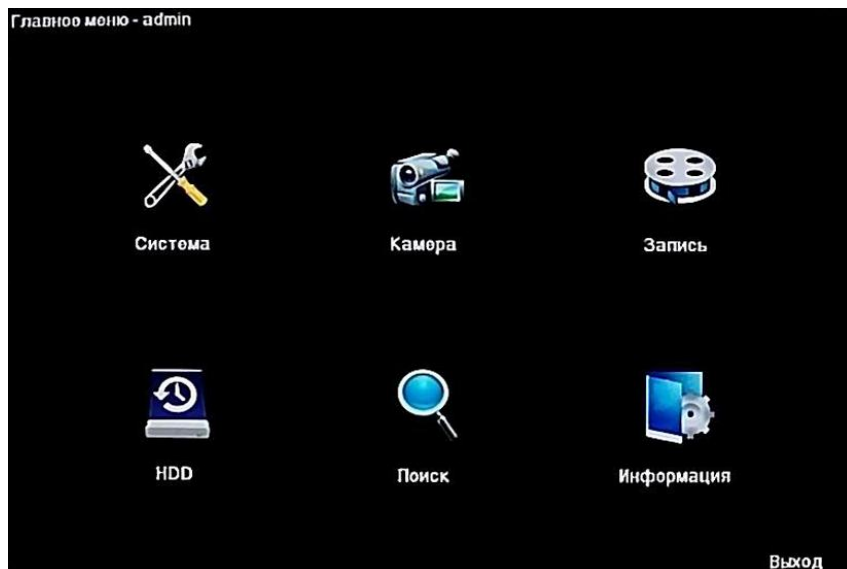 Главное меню - admin
Система
Камера
Запись
HDD
Поиск
Информация
Выход